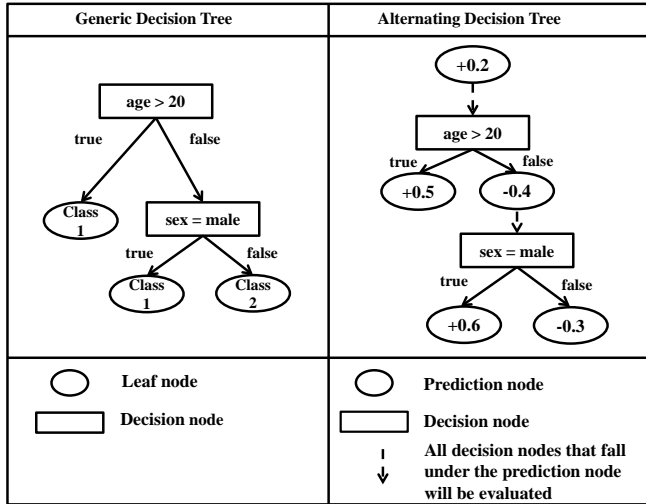 Generic Decision Tree
age > 20
true
false
Class
1
sex = male
true
false
Class
1
Class
2
Leaf node
Decision node
Alternating Decision Tree
+0.2
age > 20
true
false
+0.5
-0.4
sex = male
true
false
+0.6
-0.3
Prediction node
Decision node
All decision nodes that fall
under the prediction node
will be evaluated